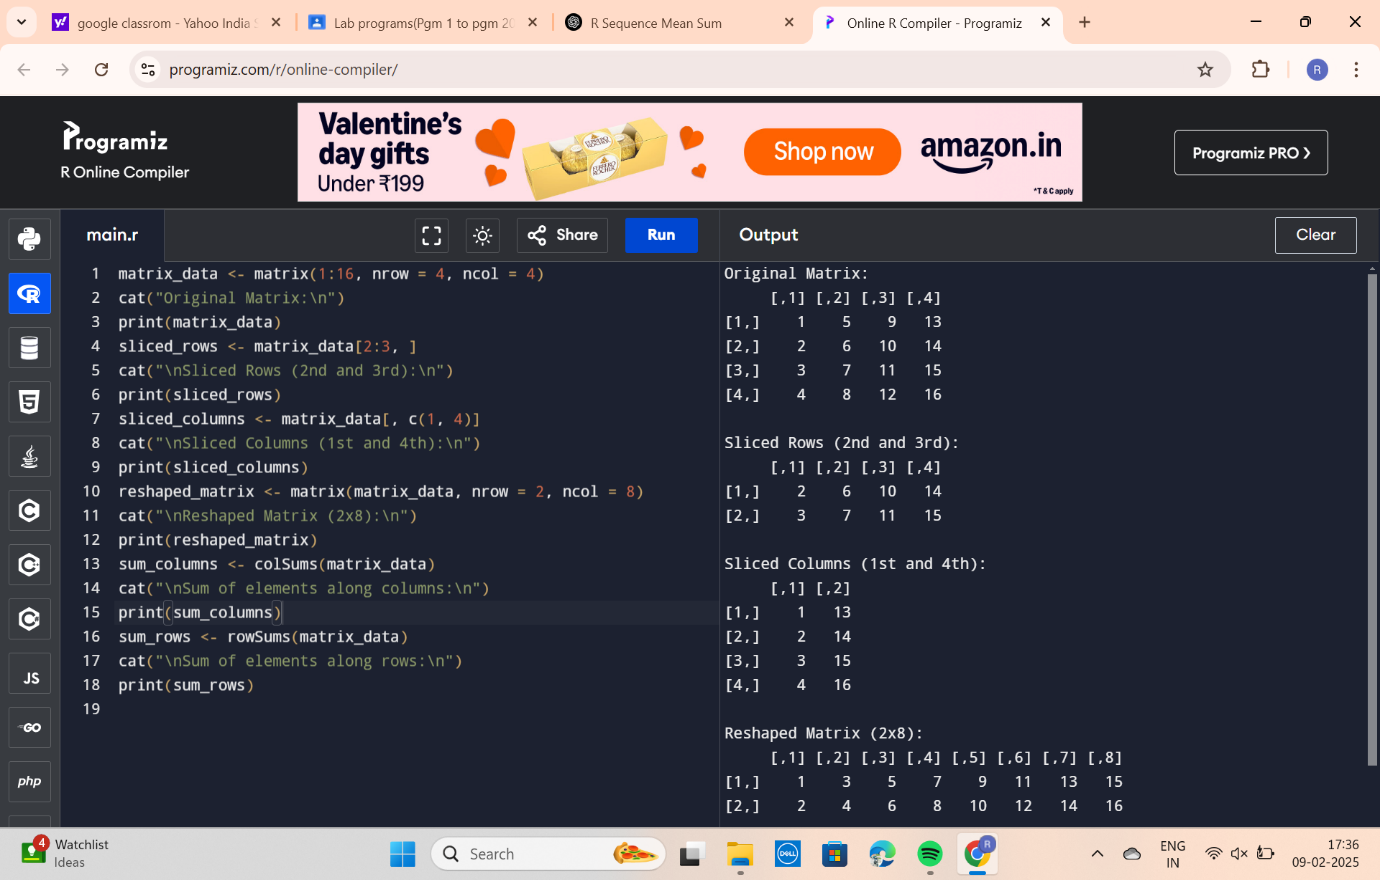 google classrom - Yahoo India S
Lab programs(Pgm 1 to pgm 20
R Sequence Mean Sum
Online R Compiler - Programiz
programiz.com/r/online-compiler/
R
Programiz
R Online Compiler
Valentine's
day gifts
Under ₹199
FERRERO
ROCHER
Shop now
amazon.in
*T&C apply
Programiz PRO >
main.r
Share
Run
Output
Clear
1 matrix_data <- matrix(1:16, nrow = 4, ncol = 4)
2 cat("Original Matrix:\n")
3 print(matrix_data)
4 sliced_rows <- matrix_data[2:3, ]
5 cat("\nSliced Rows (2nd and 3rd):\n")
6 print(sliced_rows)
7 sliced_columns <- matrix_data[, c(1, 4)]
8 cat("\nSliced Columns (1st and 4th):\n")
9 print(sliced_columns)
10 reshaped_matrix <- matrix(matrix_data, nrow = 2, ncol = 8)
11 cat("\nReshaped Matrix (2x8):\n")
12 print(reshaped_matrix)
13 sum_columns <- colSums(matrix_data)
14 cat("\nSum of elements along columns:\n")
15 print(sum_columns)
16 sum_rows <- rowSums(matrix_data)
17 cat("\nSum of elements along rows:\n")
18 print(sum_rows)
19
Original Matrix:
[,1] [,2] [,3] [,4]
[1,] 1 5 9 13
[2,] 2 6 10 14
[3,] 3 7 11 15
[4,] 4 8 12 16
Sliced Rows (2nd and 3rd):
[,1] [,2] [,3] [,4]
[1,] 2 6 10 14
[2,] 3 7 11 15
Sliced Columns (1st and 4th):
[,1] [,2]
[1,] 1 13
[2,] 2 14
[3,] 3 15
[4,] 4 16
Reshaped Matrix (2x8):
[,1] [,2] [,3] [,4] [,5] [,6] [,7] [,8]
[1,] 1 3 5 7 9 11 13 15
[2,] 2 4 6 8 10 12 14 16
R
5
C
C
C
JS
GO
php
4
Watchlist
Ideas
Search
DELL
R
ENG
IN
17:36
09-02-2025